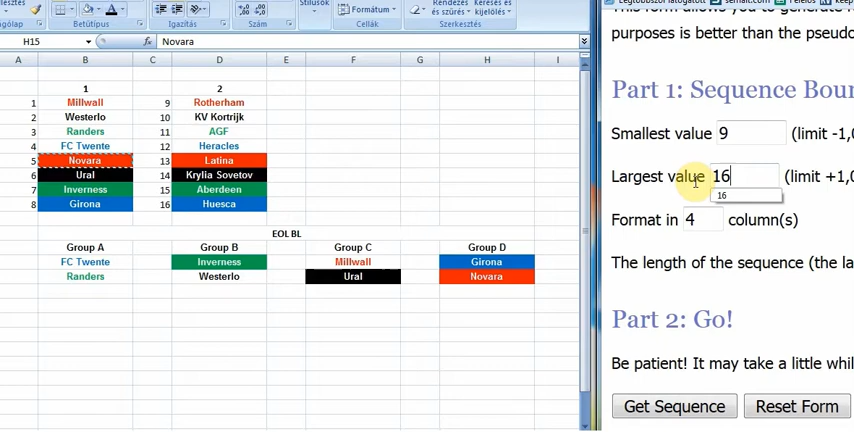 Stílusok
Rendezés
és szűrés
Keresés és
kijelölés
Formátum
Vágólap
Betűtípus
Igazítás
Szám
Cellák
Szerkesztés
H15 fx Novara
A B C D E F G H I
1 2
1 Millwall 9 Rotherham
2 Westerlo 10 KV Kortrijk
3 Randers 11 AGF
4 FC Twente 12 Heracles
5 Novara 13 Latina
6 Ural 14 Krylia Sovetov
7 Inverness 15 Aberdeen
8 Girona 16 Huesca
EOL BL
Group A Group B Group C Group D
FC Twente Inverness Millwall Girona
Randers Westerlo Ural Novara
purposes is better than the pseudo
Part 1: Sequence Boun
Smallest value 9 (limit -1,0
Largest value 16 (limit +1,0
16
Format in 4 column(s)
The length of the sequence (the la
Part 2: Go!
Be patient! It may take a little whil
Get Sequence Reset Form